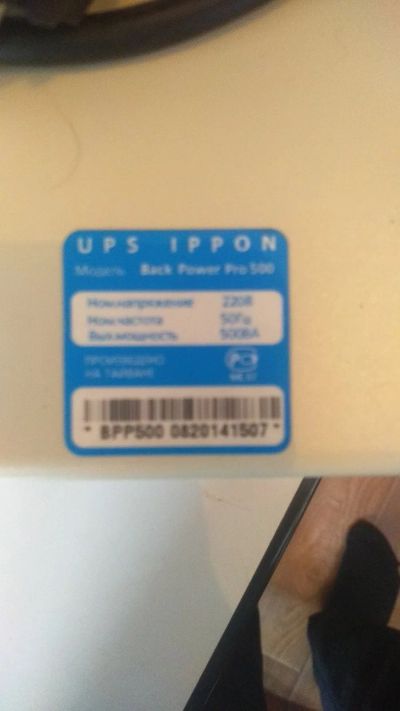 UPS IPPON
Модель Back Power Pro 500
Ном.напряжение 220В
Ном.частота 50Гц
Вых.мощность 500ВА
ПРОИЗВЕДЕНО
НА ТАЙВАНЕ
* BPP500 0820141507 *